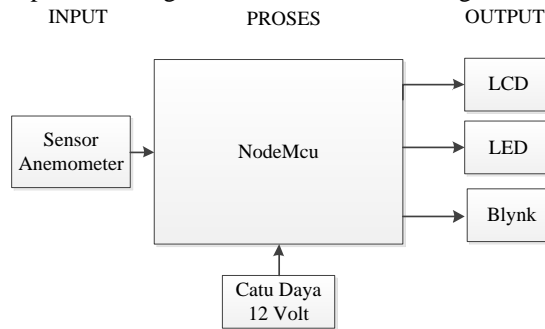 INPUT
PROSES
OUTPUT
Sensor
Anemometer
NodeMcu
LCD
LED
Blynk
Catu Daya
12 Volt